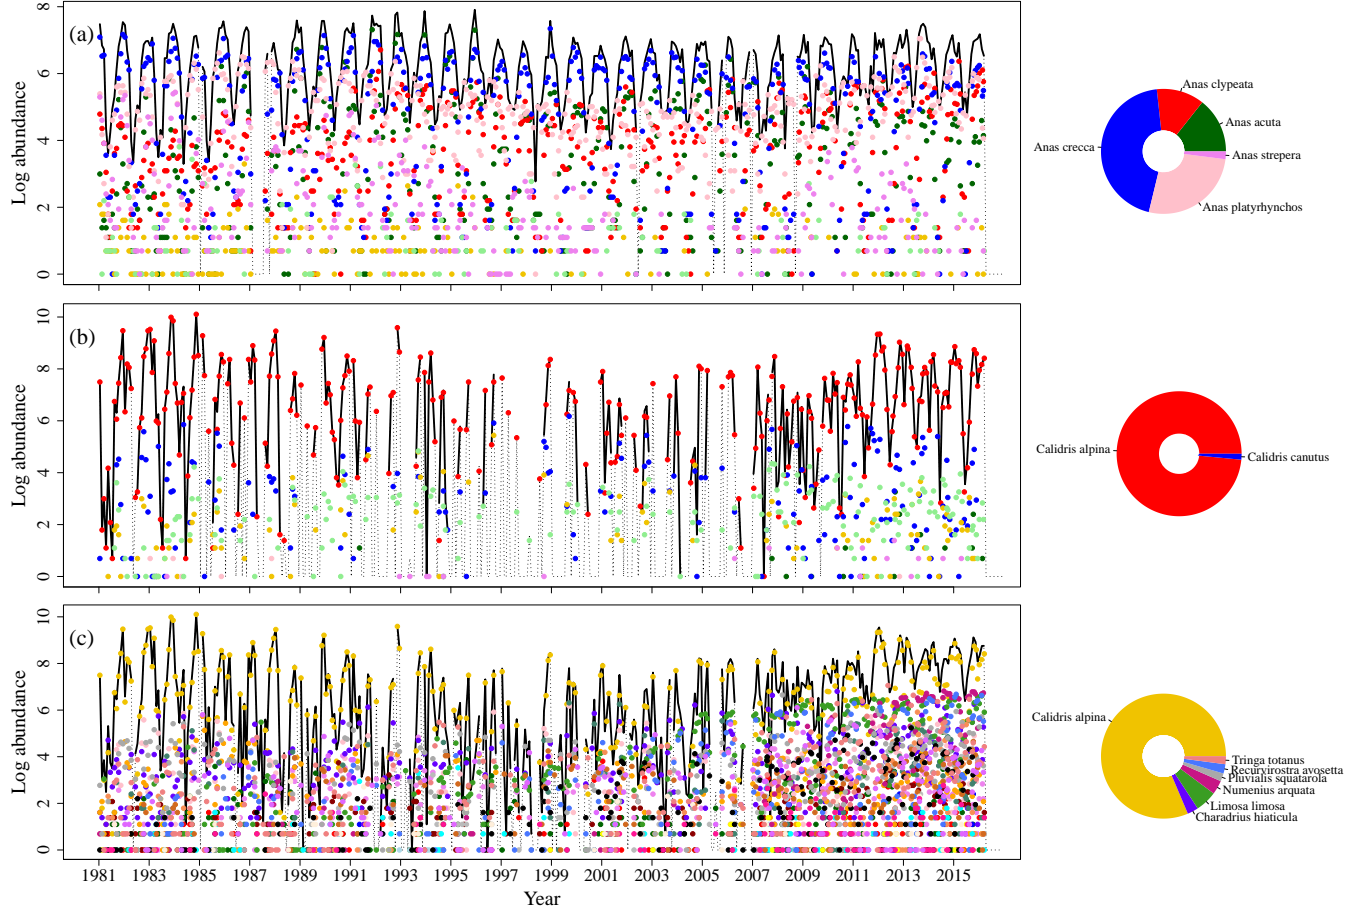 (a)
Log abundance
0
2
4
6
8
Anas clypeata
Anas acuta
Anas crecca
Anas strepera
Anas platyrhynchos
(b)
Log abundance
0
2
4
6
8
10
Calidris alpina
Calidris canutus
(c)
Log abundance
0
2
4
6
8
10
Calidris alpina
Tringa totanus
Recurvirostra avosetta
Pluvialis squatarola
Numenius arquata
Limosa limosa
Charadrius hiaticula
1981 1983 1985 1987 1989 1991 1993 1995 1997 1999 2001 2003 2005 2007 2009 2011 2013 2015
Year